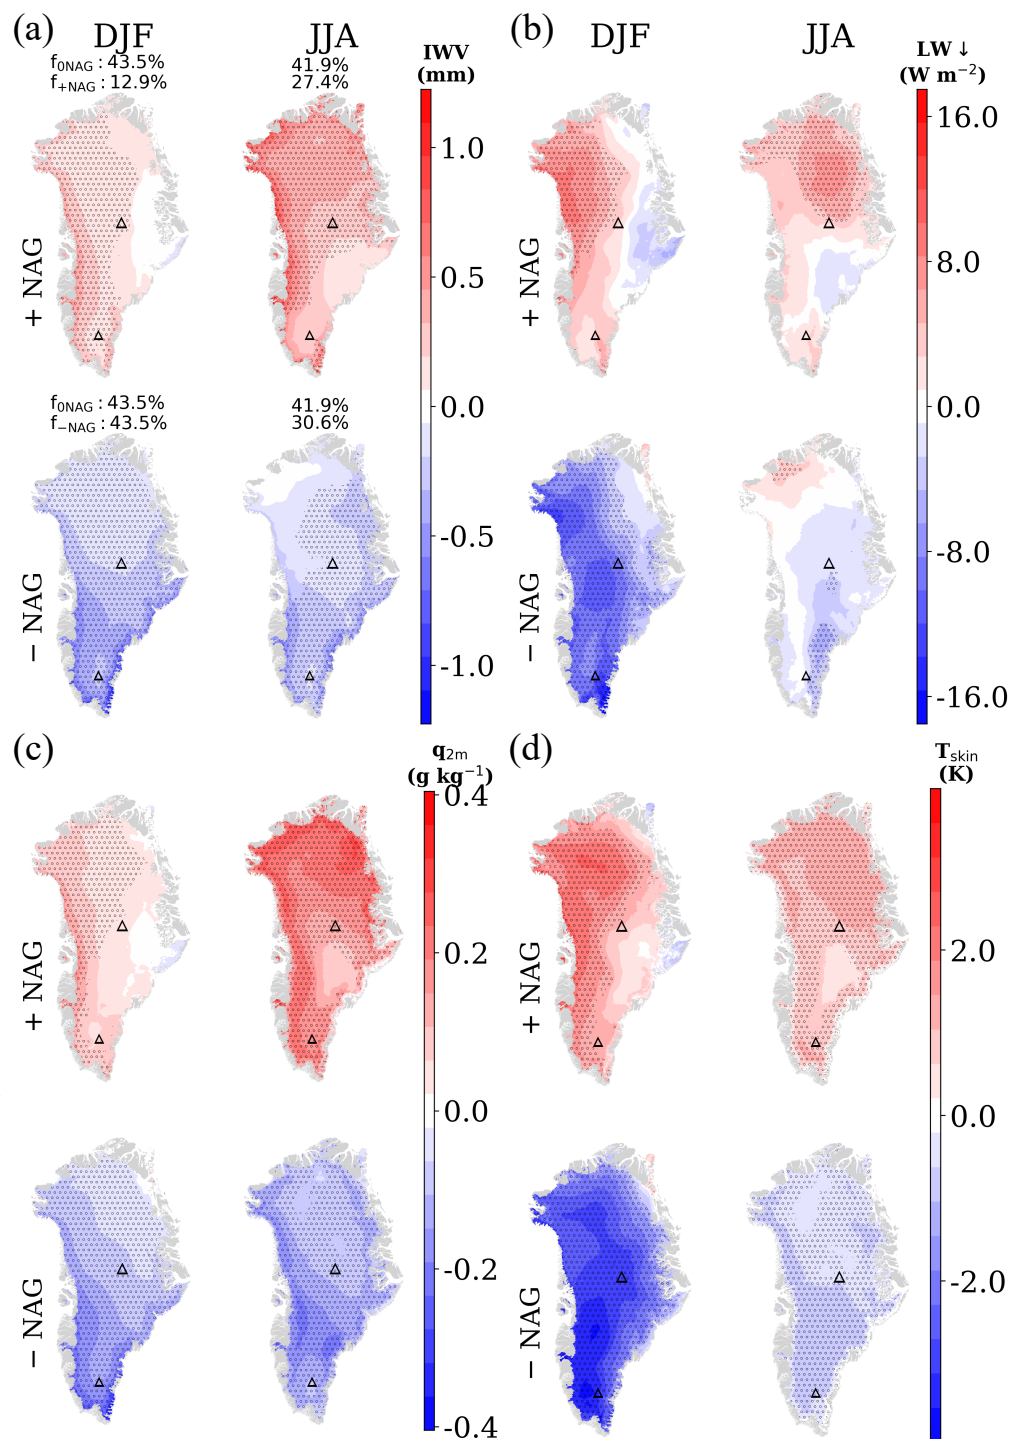 (a)
DJF
JJA
IWV
(mm)
f0NAG : 43.5%
f+NAG : 12.9%
41.9%
27.4%
+ NAG
1.0
0.5
0.0
-0.5
-1.0
f0NAG : 43.5%
f−NAG : 43.5%
41.9%
30.6%
− NAG
(b)
DJF
JJA
LW ↓
(W m−2)
+ NAG
16.0
8.0
0.0
-8.0
-16.0
− NAG
(c)
q2m
(g kg−1)
+ NAG
0.4
0.2
0.0
-0.2
-0.4
− NAG
(d)
Tskin
(K)
+ NAG
2.0
0.0
-2.0
− NAG